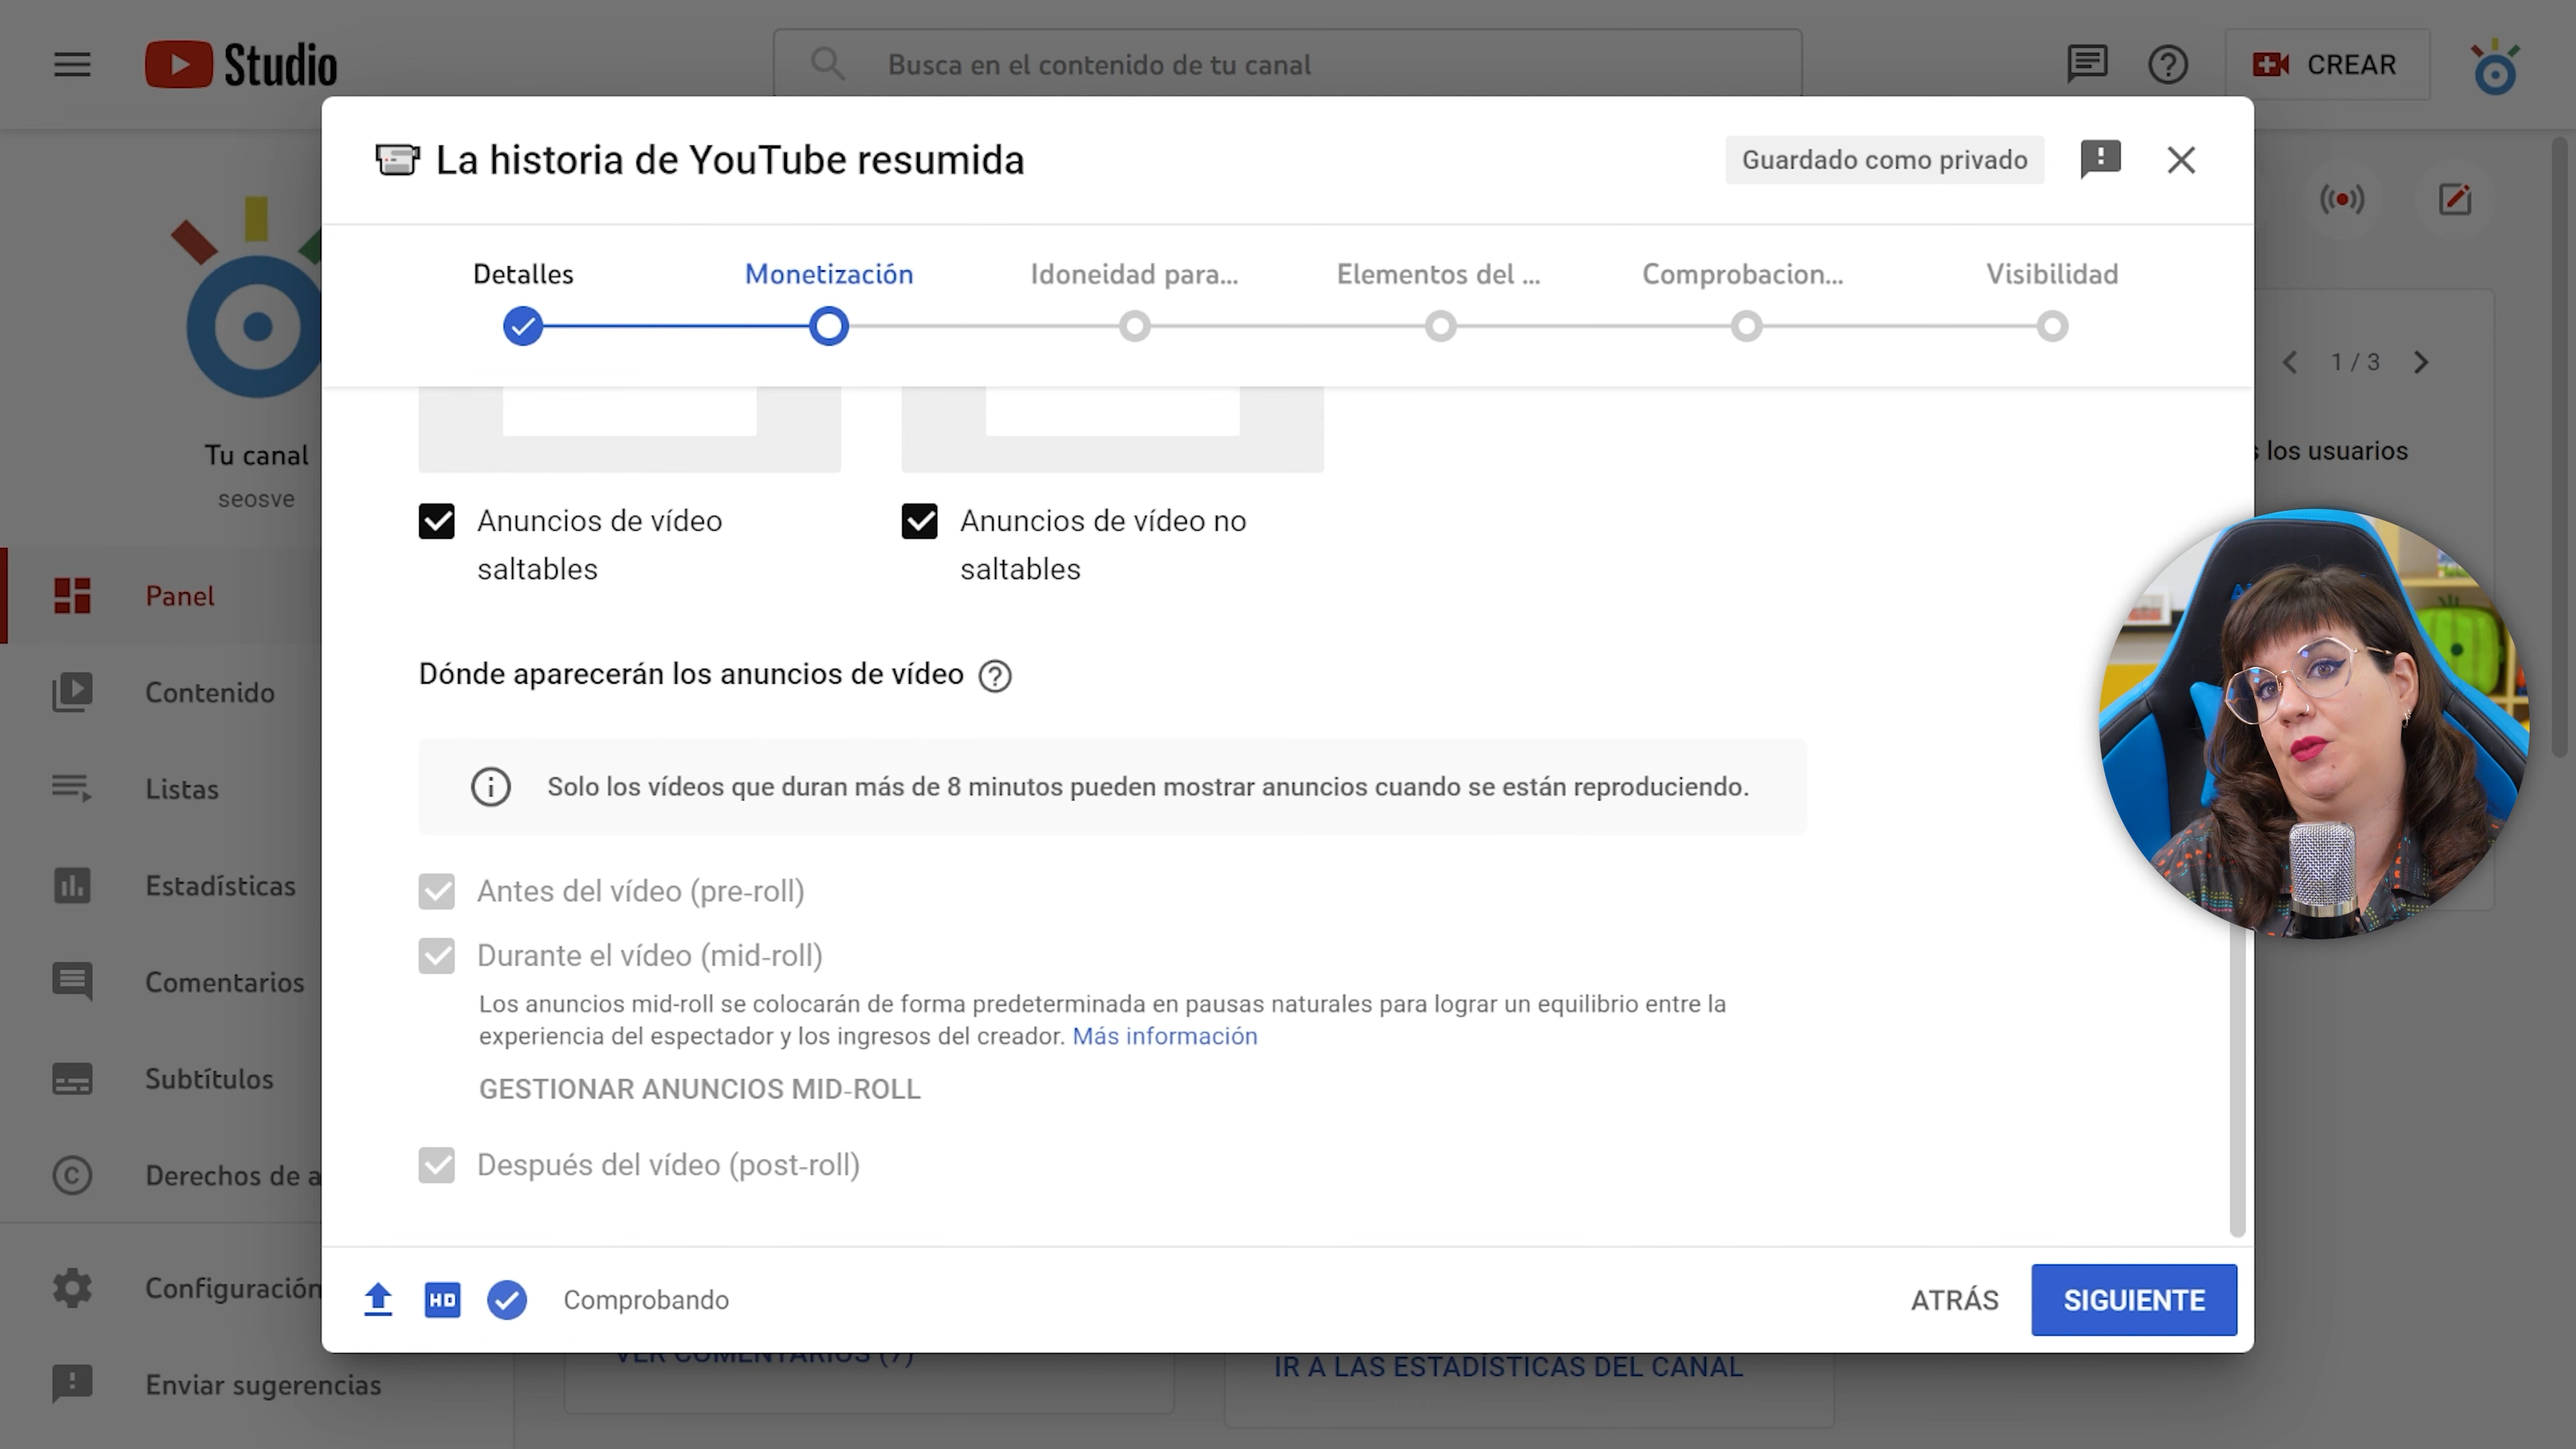 Studio
Busca en el contenido de tu canal
CREAR
La historia de YouTube resumida
Guardado como privado
Detalles
Monetización
Idoneidad para...
Elementos del ...
Comprobacion...
Visibilidad
1 / 3
Tu canal
seosve
los usuarios
Anuncios de vídeo
saltables
Anuncios de vídeo no
saltables
Panel
Contenido
Listas
Estadísticas
Comentarios
Subtítulos
Derechos de a
Configuración
Enviar sugerencias
Dónde aparecerán los anuncios de vídeo
Solo los vídeos que duran más de 8 minutos pueden mostrar anuncios cuando se están reproduciendo.
Antes del vídeo (pre-roll)
Durante el vídeo (mid-roll)
Los anuncios mid-roll se colocarán de forma predeterminada en pausas naturales para lograr un equilibrio entre la
experiencia del espectador y los ingresos del creador. Más información
GESTIONAR ANUNCIOS MID-ROLL
Después del vídeo (post-roll)
HD
Comprobando
ATRÁS
SIGUIENTE
VER COMENTARIOS (7)
IR A LAS ESTADÍSTICAS DEL CANAL